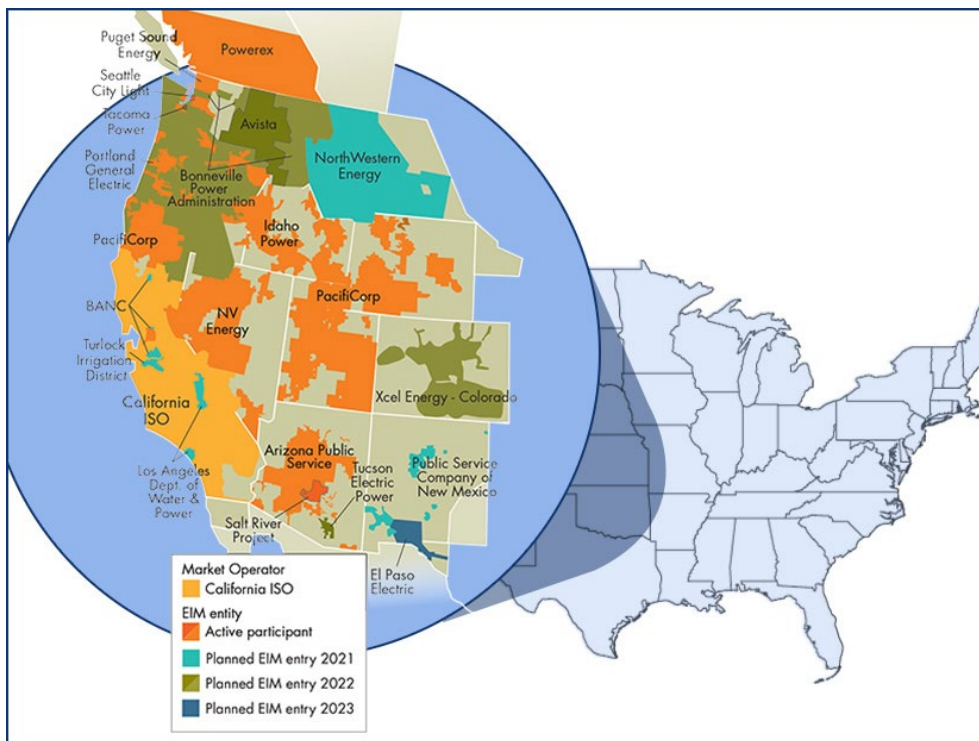 Puget Sound
Energy
Powerex
Seattle
City Light
Tacoma
Power
Avista
Portland
General
Electric
Bonneville
Power
Administration
NorthWestern
Energy
Idaho
Power
PacifiCorp
PacifiCorp
BANC
NV
Energy
Turlock
Irrigation
District
California
ISO
Xcel Energy - Colorado
Los Angeles
Dept. of
Water &
Power
Arizona Public
Service
Tucson
Electric
Power
Public Service
Company of
New Mexico
Salt River
Project
El Paso
Electric
Market Operator
California ISO
EIM entity
Active participant
Planned EIM entry 2021
Planned EIM entry 2022
Planned EIM entry 2023